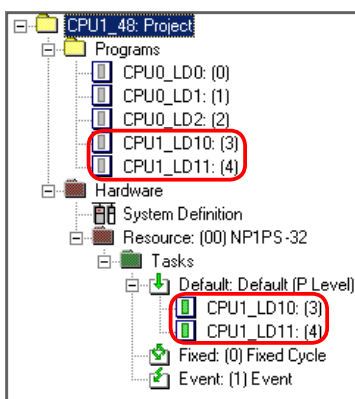 CPU1_48: Project
Programs
CPU0_LD0: (0)
CPU0_LD1: (1)
CPU0_LD2: (2)
CPU1_LD10: (3)
CPU1_LD11: (4)
Hardware
System Definition
Resource: (00) NP1PS-32
Tasks
Default: Default (P Level)
CPU1_LD10: (3)
CPU1_LD11: (4)
Fixed: (0) Fixed Cycle
Event: (1) Event